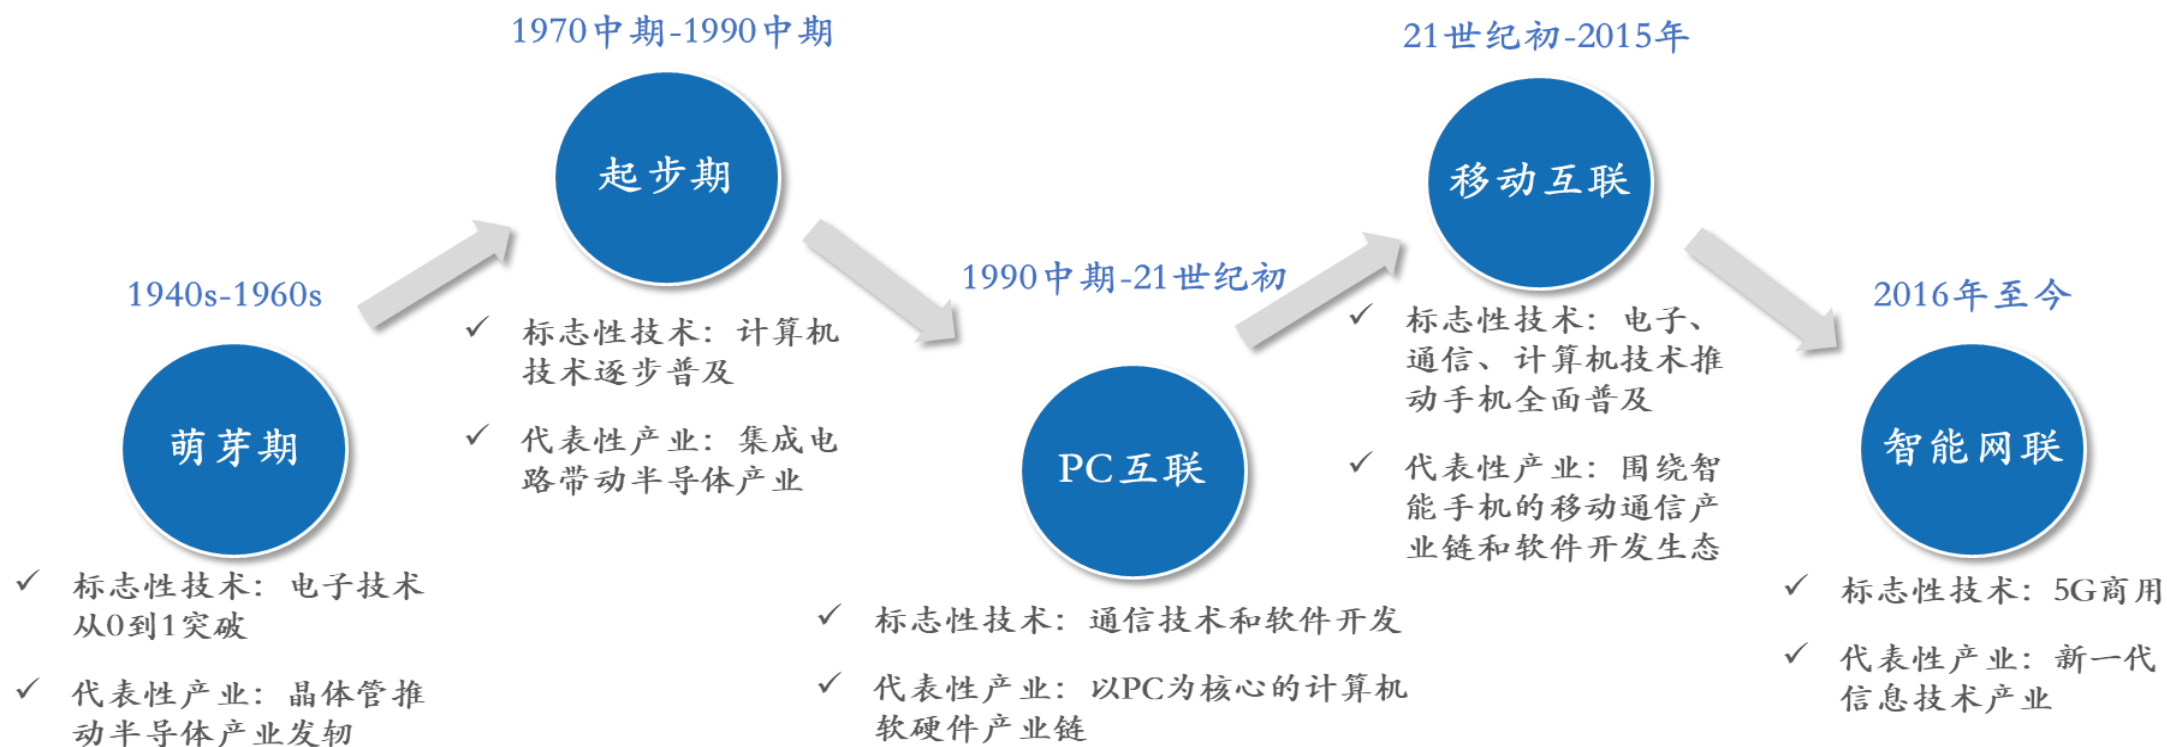 1940s-1960s
萌芽期
标志性技术：电子技术
从0到1突破
代表性产业：晶体管推
动半导体产业发轫
1970中期-1990中期
起步期
标志性技术：计算机
技术逐步普及
代表性产业：集成电
路带动半导体产业
1990中期-21世纪初
PC互联
标志性技术：通信技术和软件开发
代表性产业：以PC为核心的计算机
软硬件产业链
21世纪初-2015年
移动互联
标志性技术：电子、
通信、计算机技术推
动手机全面普及
代表性产业：围绕智
能手机的移动通信产
业链和软件开发生态
2016年至今
智能网联
标志性技术：5G商用
代表性产业：新一代
信息技术产业